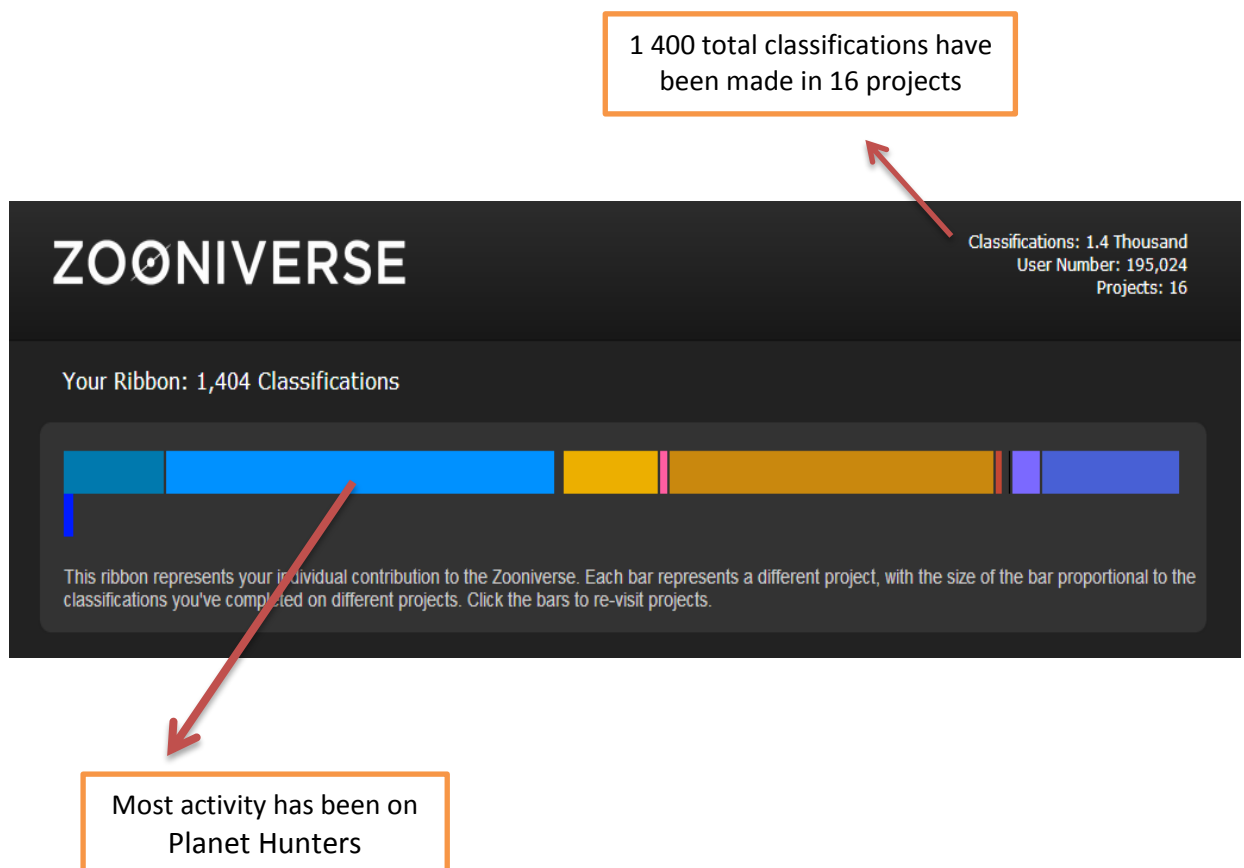 1 400 total classifications have
been made in 16 projects
ZOONIVERSE
Classifications: 1.4 Thousand
User Number: 195,024
Projects: 16
Your Ribbon: 1,404 Classifications
This ribbon represents your individual contribution to the Zooniverse. Each bar represents a different project, with the size of the bar proportional to the
classifications you've completed on different projects. Click the bars to re-visit projects.
Most activity has been on
Planet Hunters